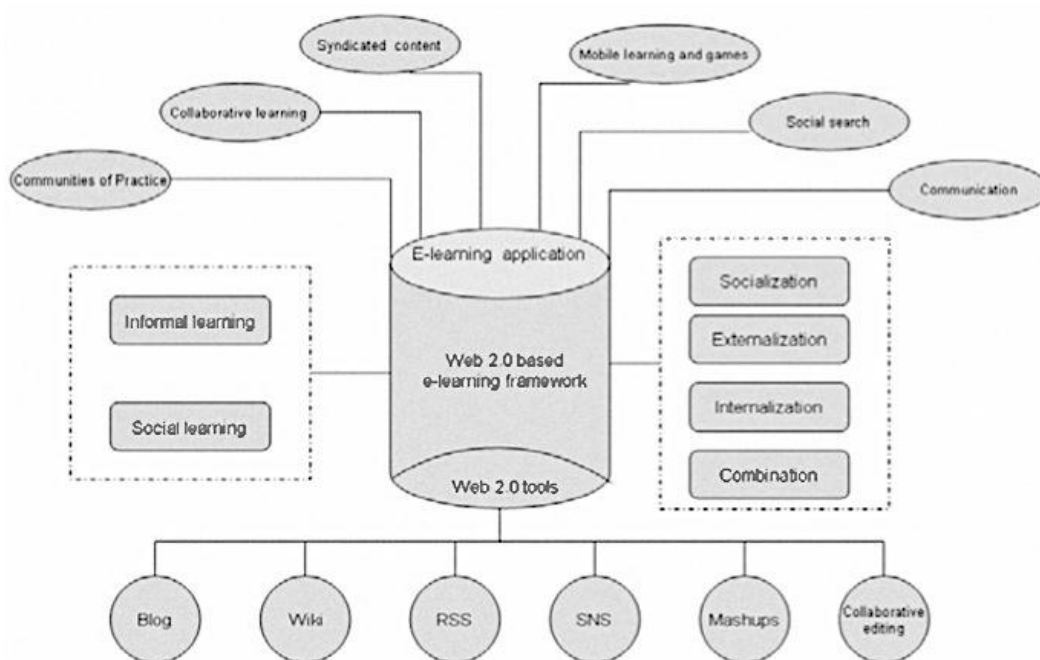 Syndicated content
Mobile learning and games
Collaborative learning
Social search
Communities of Practice
Communication
E-learning application
Socialization
Informal learning
Externalization
Web 2.0 based
e-learning framework
Internalization
Social learning
Combination
Web 2.0 tools
Blog
Wiki
RSS
SNS
Mashups
Collaborative
editing